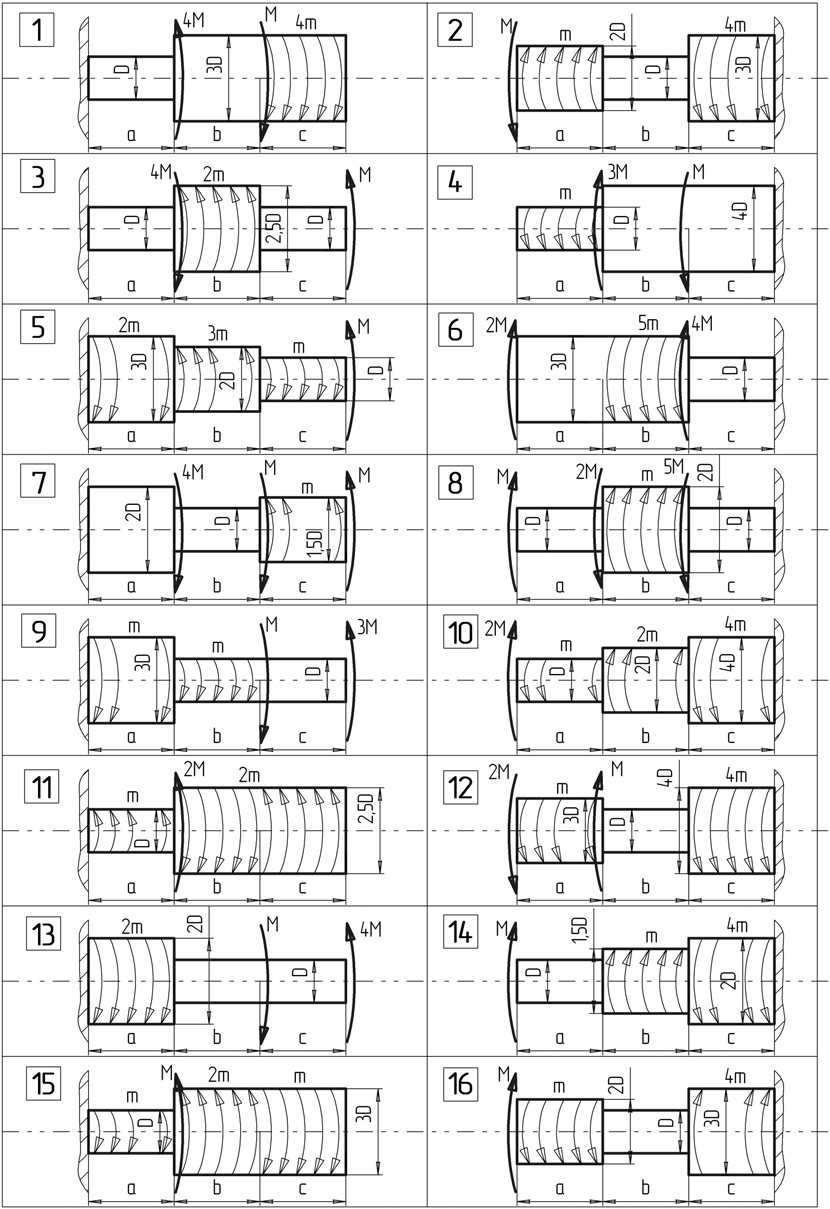 1 4M M 4m
D 3D
a b c
2 M m 2D 4m
D 3D
a b c
3 4M 2m M
D 2,5D D
a b c
4 m 3M M
D 4D
a b c
5 2m 3m m M
3D 2D D
a b c
6 2M 5m 4M
3D D
a b c
7 4M M m M
2D D 1,5D
a b c
8 M 2M m 5M 2D
D D
a b c
9 m m M 3M
3D D
a b c
10 2M m 2m 4m
D 2D 4D
a b c
11 m 2M 2m
D 2,5D
a b c
12 2M M 4D 4m
3D D
a b c
13 2m 2D M 4M
D
a b c
14 M 1,5D m 4m
D 2D
a b c
15 m M 2m m
D 3D
a b c
16 M m 2D 4m
D 3D
a b c